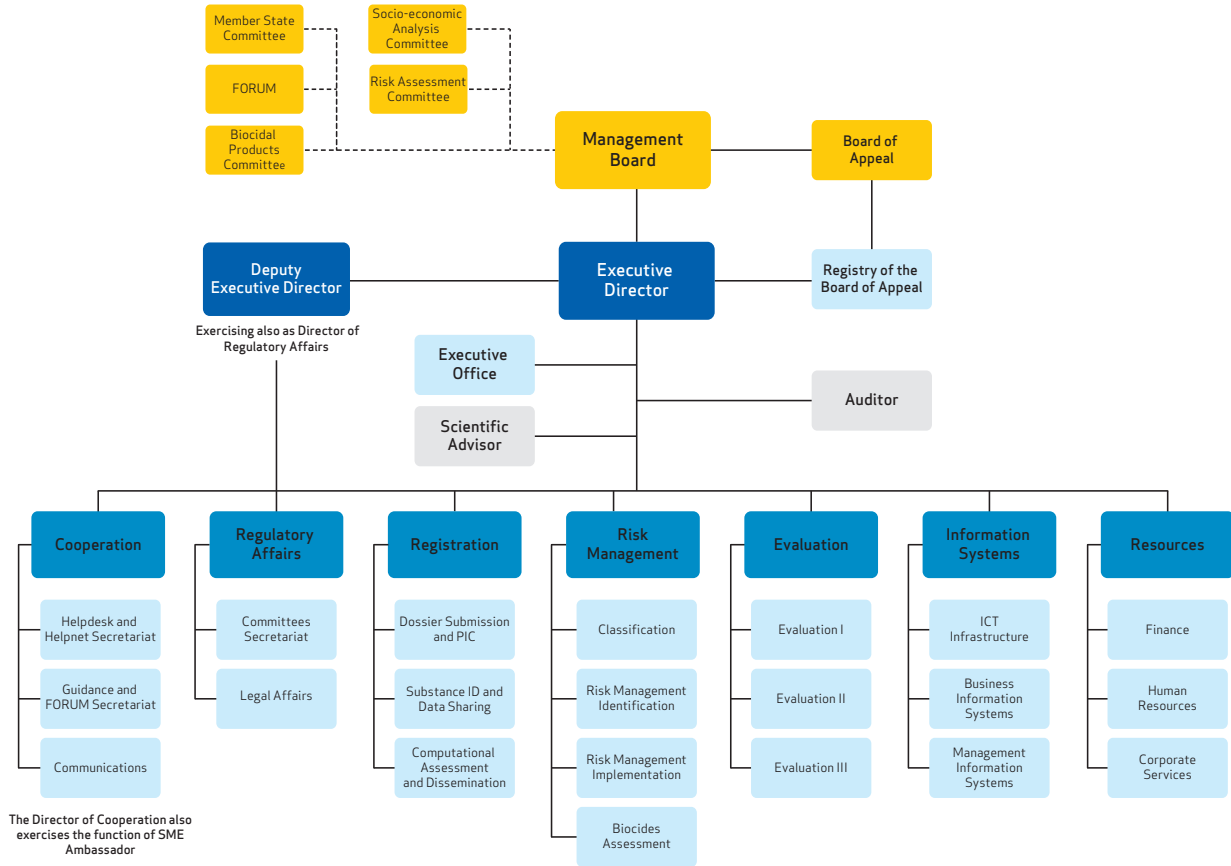 Member State
Committee
Socio-economic
Analysis
Committee
FORUM
Risk Assessment
Committee
Biocidal
Products
Committee
Management
Board
Board of
Appeal
Deputy
Executive Director
Executive
Director
Registry of the
Board of Appeal
Exercising also as Director of
Regulatory Affairs
Executive
Office
Auditor
Scientific
Advisor
Cooperation
Regulatory
Affairs
Registration
Risk
Management
Evaluation
Information
Systems
Resources
Helpdesk and
Helpnet Secretariat
Committees
Secretariat
Dossier Submission
and PIC
Classification
Evaluation I
ICT
Infrastructure
Finance
Guidance and
FORUM Secretariat
Legal Affairs
Substance ID and
Data Sharing
Risk Management
Identification
Evaluation II
Business
Information
Systems
Human
Resources
Communications
Computational
Assessment
and Dissemination
Risk Management
Implementation
Evaluation III
Management
Information
Systems
Corporate
Services
Biocides
Assessment
The Director of Cooperation also
exercises the function of SME
Ambassador